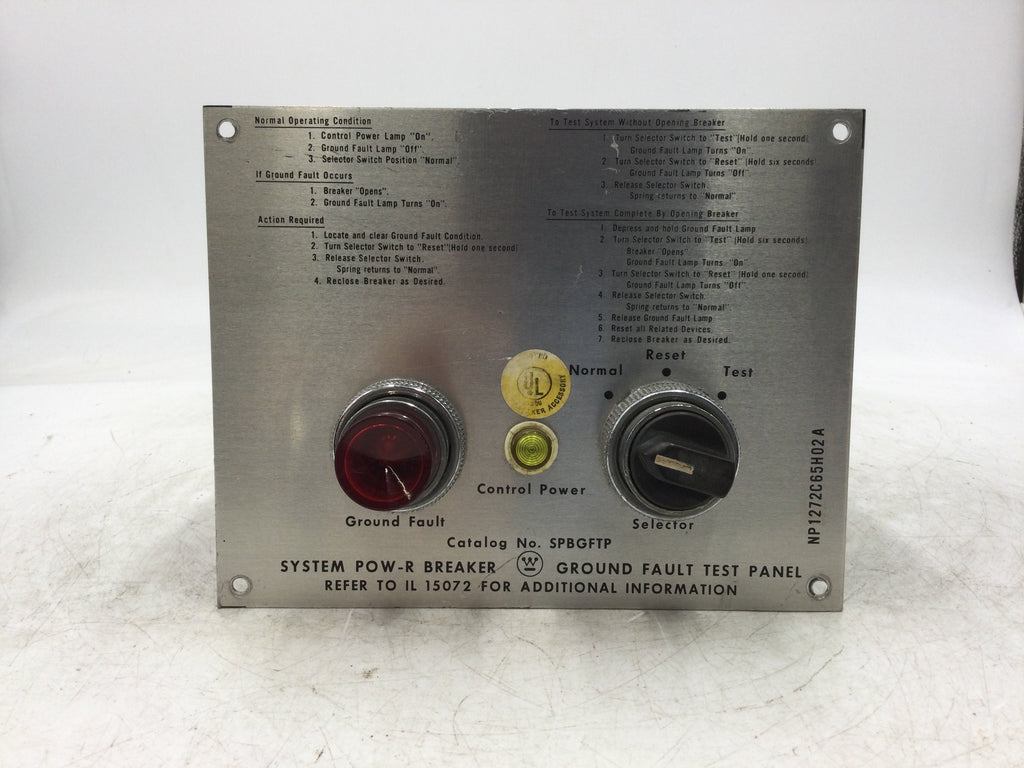 Normal Operating Condition
1. Control Power Lamp "On".
2. Ground Fault Lamp "Off".
3. Selector Switch Position "Normal".
If Ground Fault Occurs
1. Breaker "Opens".
2. Ground Fault Lamp Turns "On".
Action Required
1. Locate and clear Ground Fault Condition.
2. Turn Selector Switch to "Reset"(Hold one second)
3. Release Selector Switch.
Spring returns to "Normal".
4. Reclose Breaker as Desired.
To Test System Without Opening Breaker
1. Turn Selector Switch to "Test"(Hold one second)
Ground Fault Lamp Turns "On".
2. Turn Selector Switch to "Reset" (Hold six seconds)
Ground Fault Lamp Turns "Off"
3. Release Selector Switch.
Spring returns to "Normal"
To Test System Complete By Opening Breaker
1. Depress and hold Ground Fault Lamp
2. Turn Selector Switch to "Test" (Hold six seconds)
Breaker "Opens"
Ground Fault Lamp Turns "On".
3. Turn Selector Switch to "Reset" (Hold one second)
Ground Fault Lamp Turns "Off"
4. Release Selector Switch.
Spring returns to "Normal".
5. Release Ground Fault Lamp
6. Reset all Related Devices.
7. Reclose Breaker as Desired.
Reset
Normal
Test
UL
ACCESSORY
Control Power
Ground Fault
Selector
NP1272C65H02A
Catalog No. SPBGFTP
SYSTEM POW-R BREAKER W GROUND FAULT TEST PANEL
REFER TO IL 15072 FOR ADDITIONAL INFORMATION